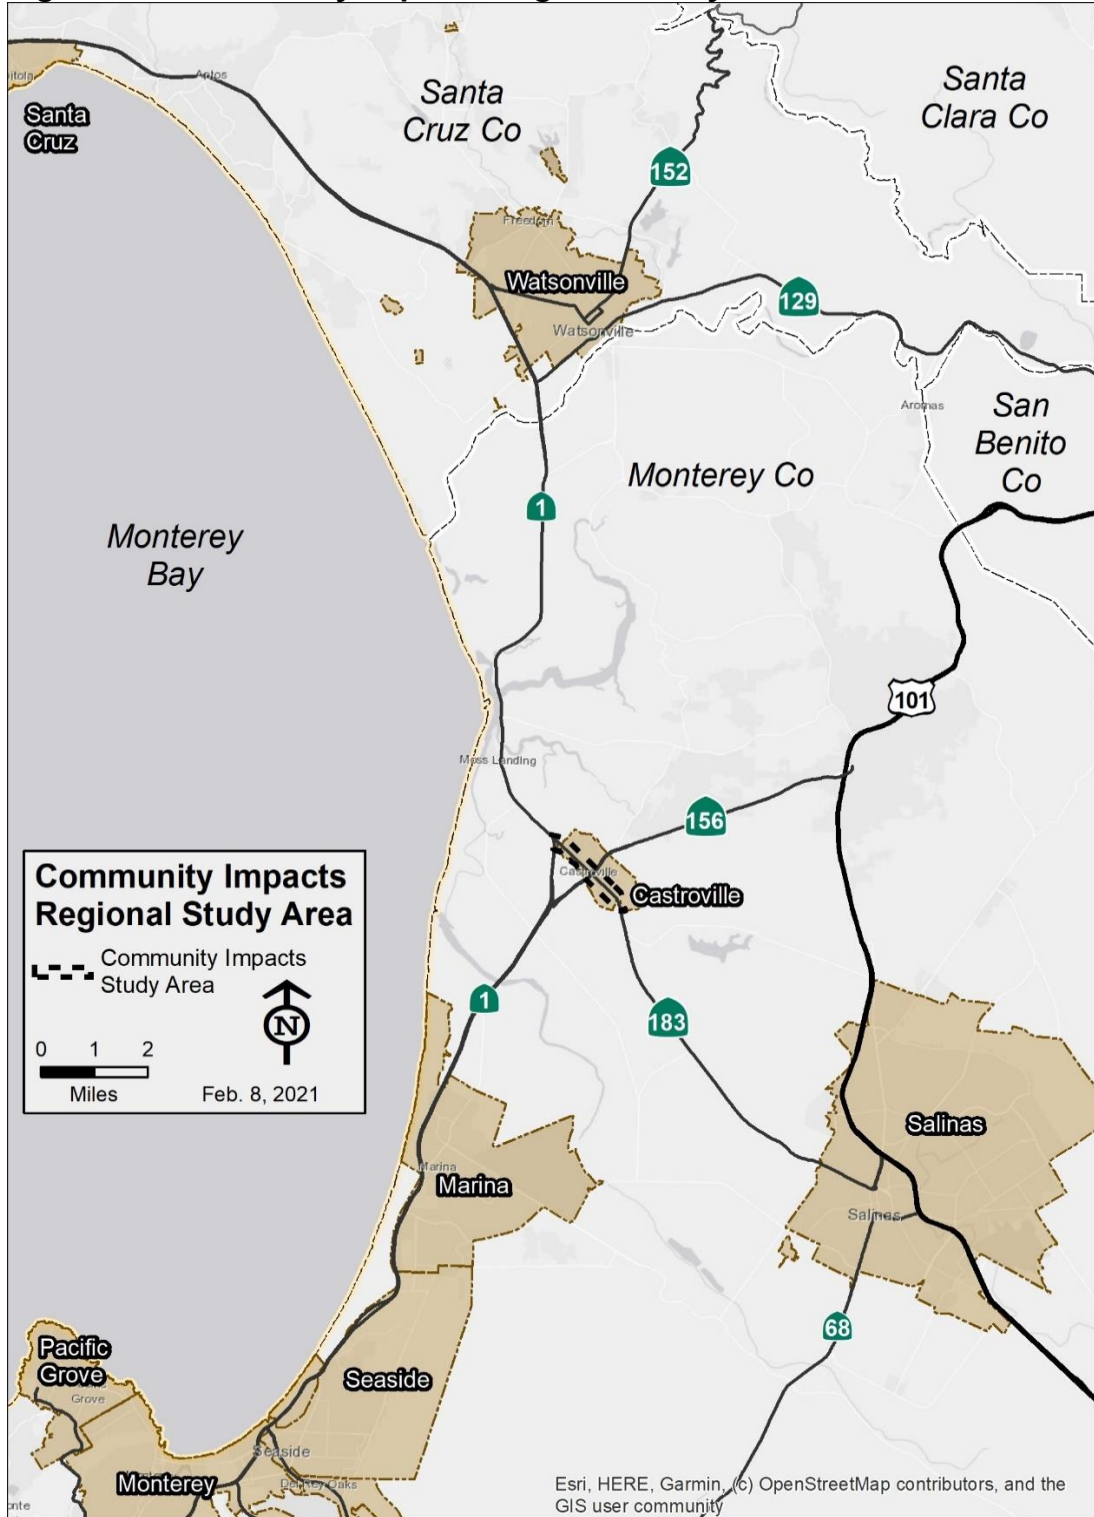 Aptos
Santa
Cruz
Santa
Cruz Co
Santa
Clara Co
152
Freedom
Watsonville
129
Watsonville
Aromas
San
Benito
Co
Monterey Co
1
Monterey
Bay
101
Moss Landing
156
Castroville
Castroville
Community Impacts
Regional Study Area
Community Impacts
Study Area
N
0 1 2
Miles
Feb. 8, 2021
1
183
Salinas
Marina
Marina
Salinas
68
Pacific
Grove
Grove
Seaside
Seaside
Monterey
Del Rey Oaks
Esri, HERE, Garmin, (c) OpenStreetMap contributors, and the
GIS user community